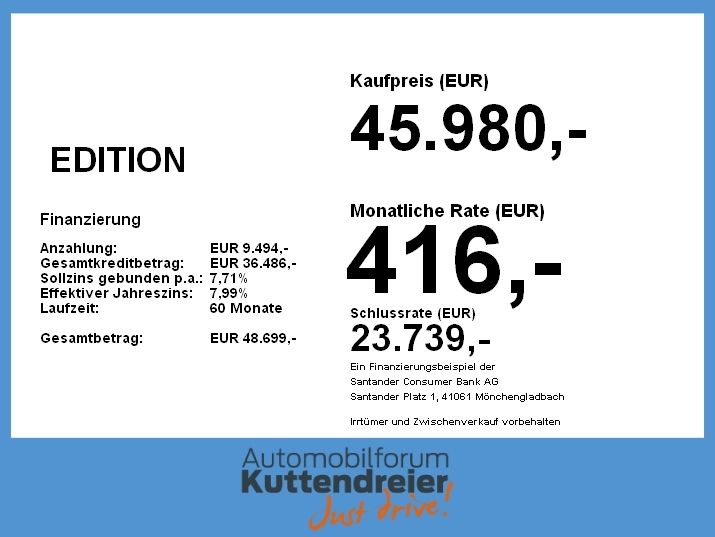 EDITION
Finanzierung
Anzahlung: EUR 9.494,-
Gesamtkreditbetrag: EUR 36.486,-
Sollzins gebunden p.a.: 7,71%
Effektiver Jahreszins: 7,99%
Laufzeit: 60 Monate
Gesamtbetrag: EUR 48.699,-
Kaufpreis (EUR)
45.980,-
Monatliche Rate (EUR)
416,-
Schlussrate (EUR)
23.739,-
Ein Finanzierungsbeispiel der
Santander Consumer Bank AG
Santander Platz 1, 41061 Mönchengladbach
Irrtümer und Zwischenverkauf vorbehalten
Automobilforum
Kuttendreier
Just drive!